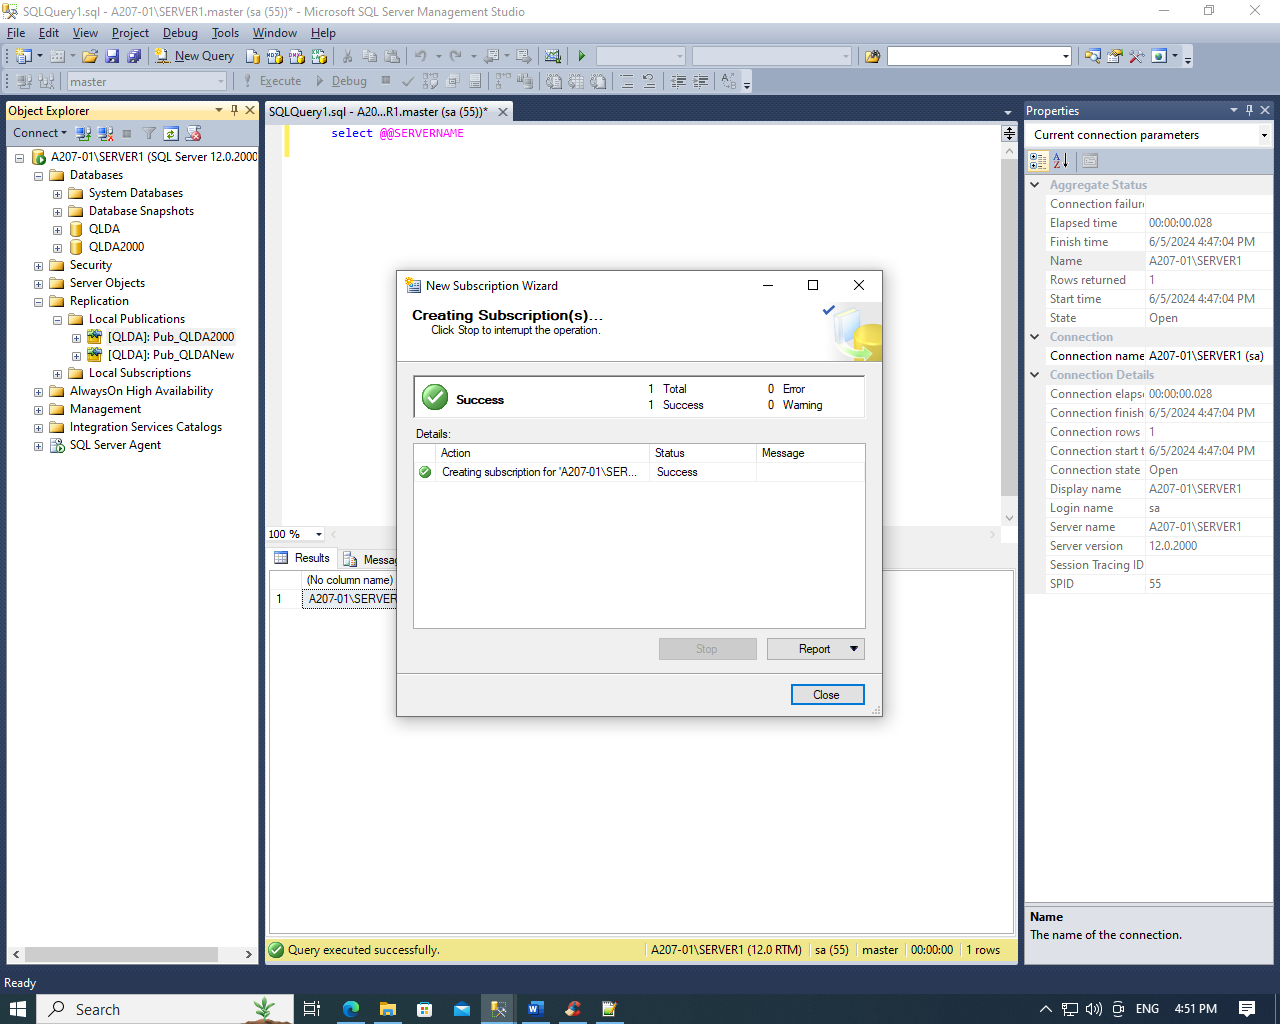 SQLQuery1.sql - A207-01\SERVER1.master (sa (55))* - Microsoft SQL Server Management Studio
File Edit View Project Debug Tools Window Help
New Query
master Execute Debug
Object Explorer
Connect
A207-01\SERVER1 (SQL Server 12.0.2000
Databases
System Databases
Database Snapshots
QLDA
QLDA2000
Security
Server Objects
Replication
Local Publications
[QLDA]: Pub_QLDA2000
[QLDA]: Pub_QLDANew
Local Subscriptions
AlwaysOn High Availability
Management
Integration Services Catalogs
SQL Server Agent
SQLQuery1.sql - A20...R1.master (sa (55))*
select @@SERVERNAME
100 %
Results Messag
(No column name)
1 A207-01\SERVER
Query executed successfully. A207-01\SERVER1 (12.0 RTM) sa (55) master 00:00:00 1 rows
New Subscription Wizard
Creating Subscription(s)...
Click Stop to interrupt the operation.
Success
1 Total 0 Error
1 Success 0 Warning
Details:
Action Status Message
Creating subscription for 'A207-01\SER... Success
Stop Report
Close
Properties
Current connection parameters
Aggregate Status
Connection failure
Elapsed time 00:00:00.028
Finish time 6/5/2024 4:47:04 PM
Name A207-01\SERVER1
Rows returned 1
Start time 6/5/2024 4:47:04 PM
State Open
Connection
Connection name A207-01\SERVER1 (sa)
Connection Details
Connection elapse 00:00:00.028
Connection finish 6/5/2024 4:47:04 PM
Connection rows 1
Connection start t 6/5/2024 4:47:04 PM
Connection state Open
Display name A207-01\SERVER1
Login name sa
Server name A207-01\SERVER1
Server version 12.0.2000
Session Tracing ID
SPID 55
Name
The name of the connection.
Ready
Search
ENG 4:51 PM